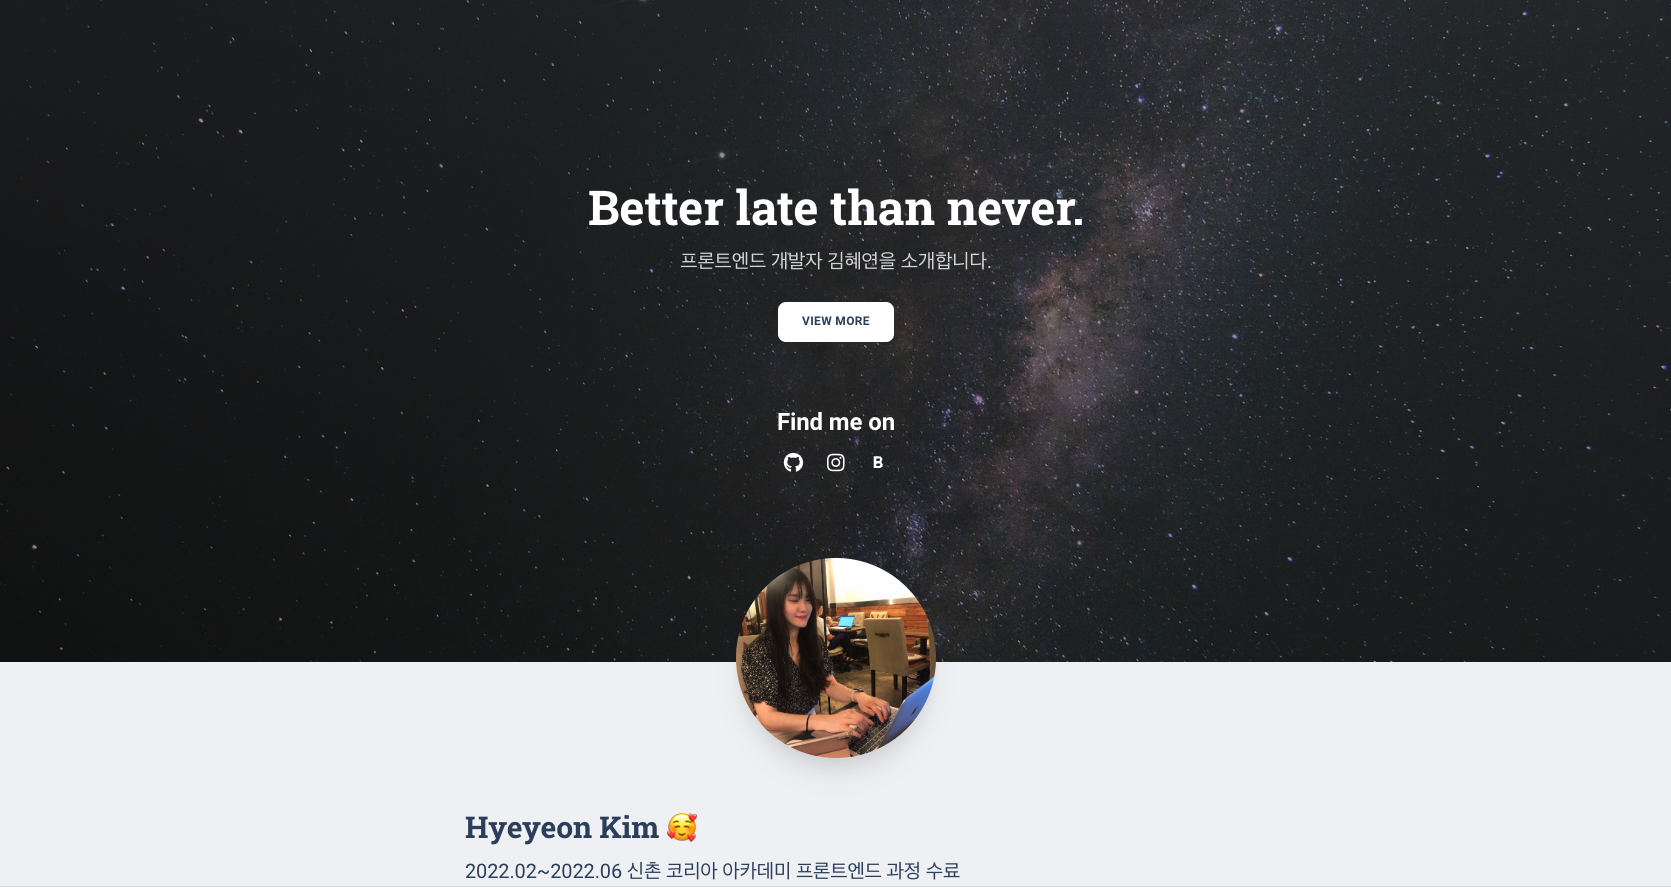 Better late than never.
프론트엔드 개발자 김혜연을 소개합니다.
VIEW MORE
Find me on
B
Hyeyeon Kim 🥰
2022.02~2022.06 신촌 코리아 아카데미 프론트엔드 과정 수료